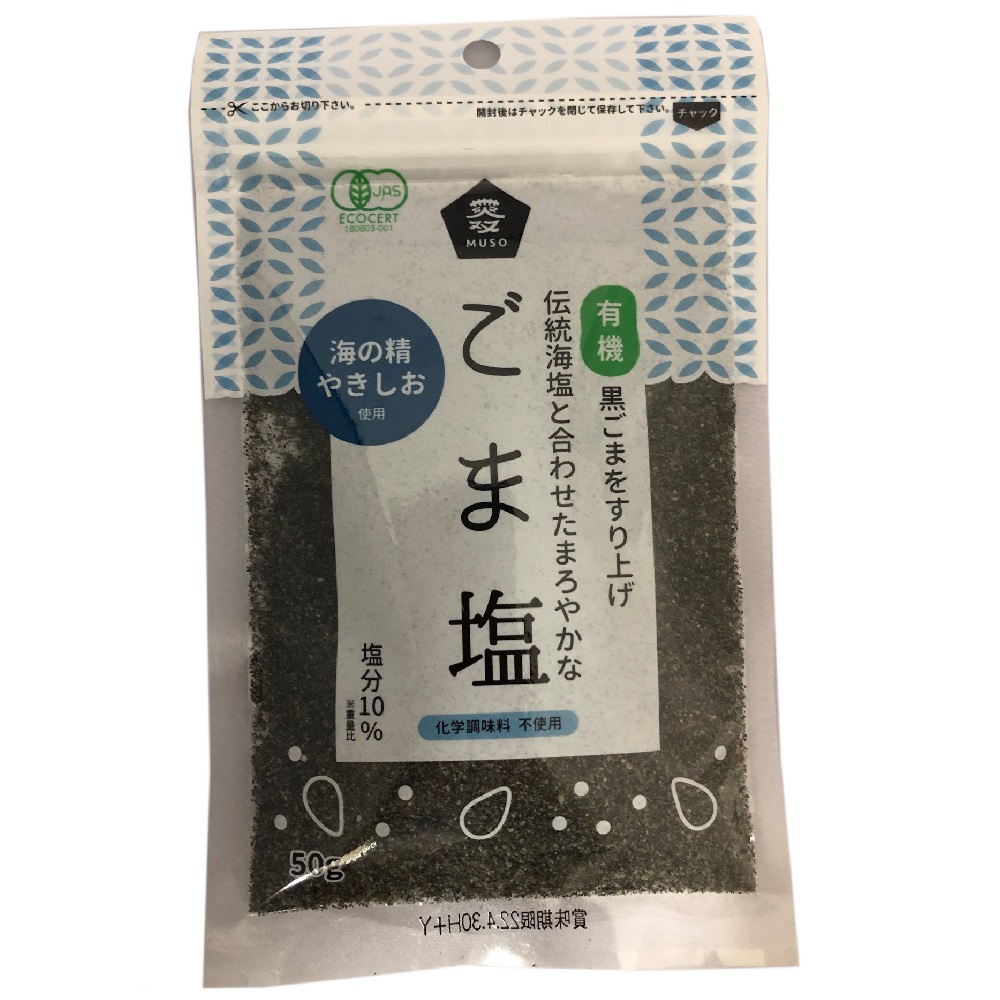 ここからお切り下さい。
開封後はチャックを閉じて保存して下さい。
チャック
JAS
ECOCERT
180803-001
MUSO
有機
黒ごまをすり上げ
伝統海塩と合わせたまろやかな
ごま塩
海の精
やきしお
使用
塩分10%
※重量比
化学調味料 不使用
50g
賞味期限22.4.30H+Y